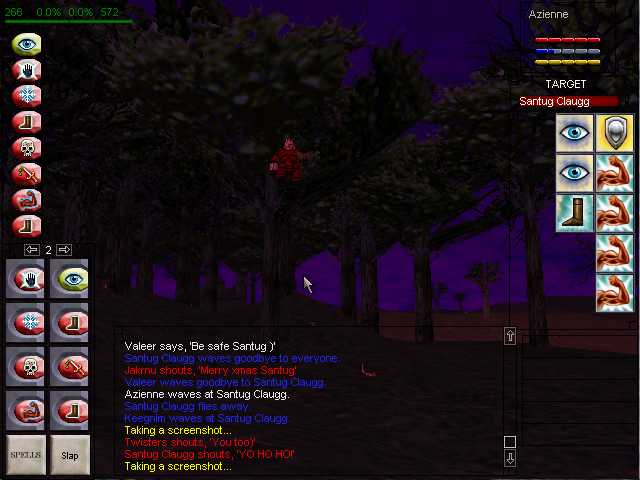 266 0.0% 0.0% 572
Azienne
TARGET
Santug Claugg
2
Valeer says, 'Be safe Santug )'
Santug Claugg waves goodbye to everyone.
Jakrnu shouts, 'Merry xmas Santug'
Valeer waves goodbye to Santug Claugg.
Azienne waves at Santug Claugg.
Santug Claugg flies away.
Keegnim waves at Santug Claugg.
Taking a screenshot...
Twisters shouts, 'You too)'
Santug Claugg shouts, 'YO HO HO!'
Taking a screenshot...
SPELLS
Slap